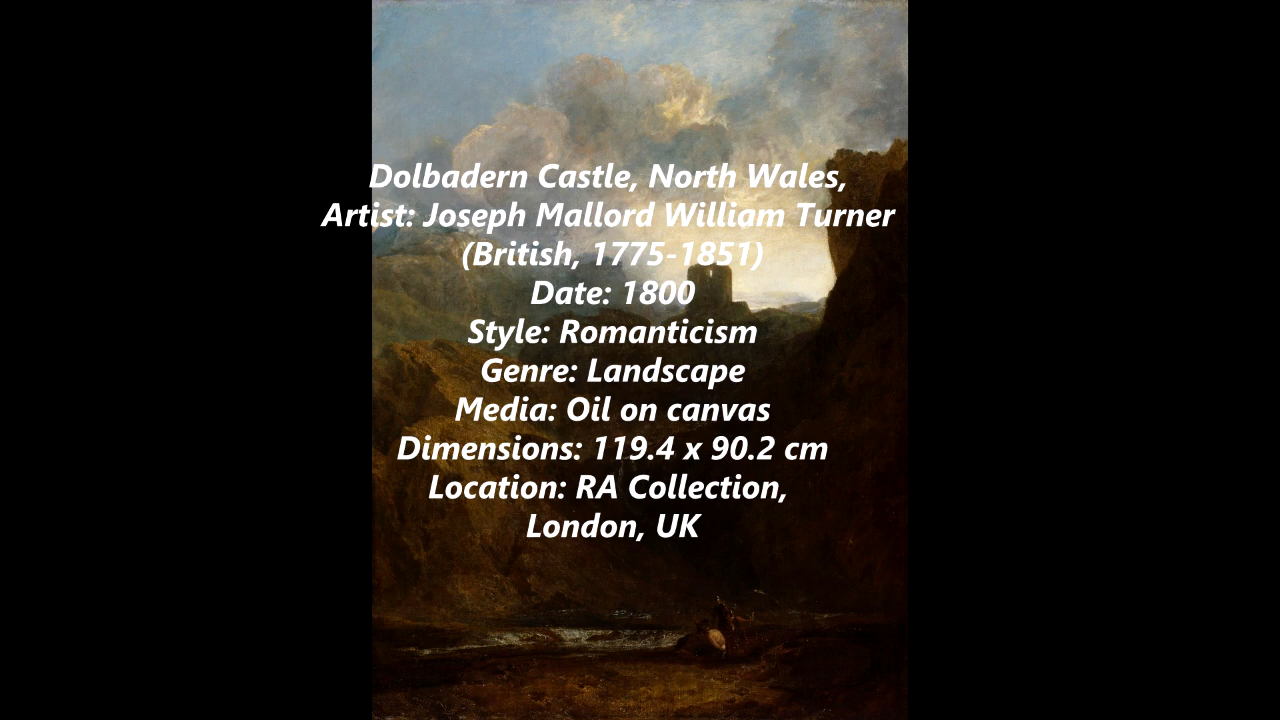 Dolbadern Castle, North Wales,
Artist: Joseph Mallord William Turner
(British, 1775-1851)
Date: 1800
Style: Romanticism
Genre: Landscape
Media: Oil on canvas
Dimensions: 119.4 x 90.2 cm
Location: RA Collection,
London, UK